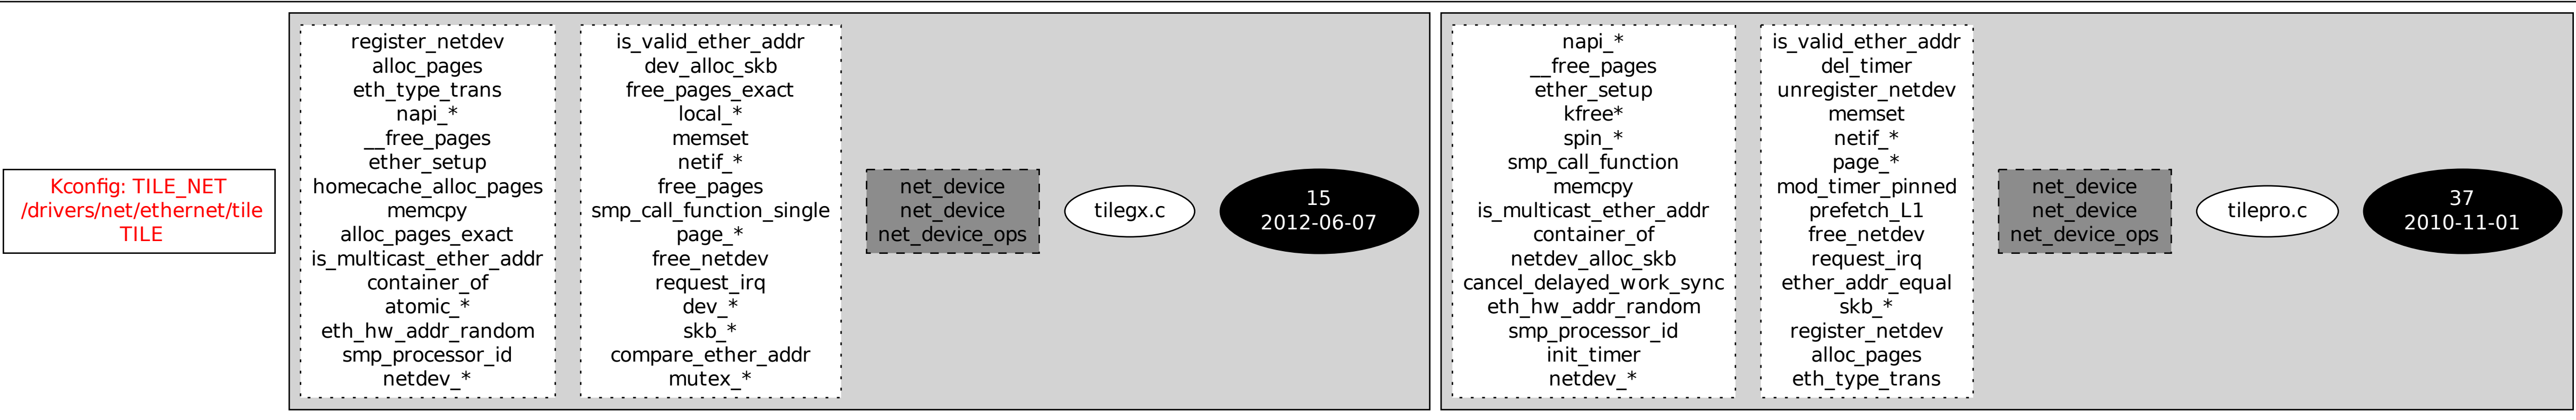 Kconfig: TILE_NET
/drivers/net/ethernet/tile
TILE
register_netdev
alloc_pages
eth_type_trans
napi_*
__free_pages
ether_setup
homecache_alloc_pages
memcpy
alloc_pages_exact
is_multicast_ether_addr
container_of
atomic_*
eth_hw_addr_random
smp_processor_id
netdev_*
is_valid_ether_addr
dev_alloc_skb
free_pages_exact
local_*
memset
netif_*
free_pages
smp_call_function_single
page_*
free_netdev
request_irq
dev_*
skb_*
compare_ether_addr
mutex_*
net_device
net_device
net_device_ops
tilegx.c
15
2012-06-07
napi_*
__free_pages
ether_setup
kfree*
spin_*
smp_call_function
memcpy
is_multicast_ether_addr
container_of
netdev_alloc_skb
cancel_delayed_work_sync
eth_hw_addr_random
smp_processor_id
init_timer
netdev_*
is_valid_ether_addr
del_timer
unregister_netdev
memset
netif_*
page_*
mod_timer_pinned
prefetch_L1
free_netdev
request_irq
ether_addr_equal
skb_*
register_netdev
alloc_pages
eth_type_trans
net_device
net_device
net_device_ops
tilepro.c
37
2010-11-01